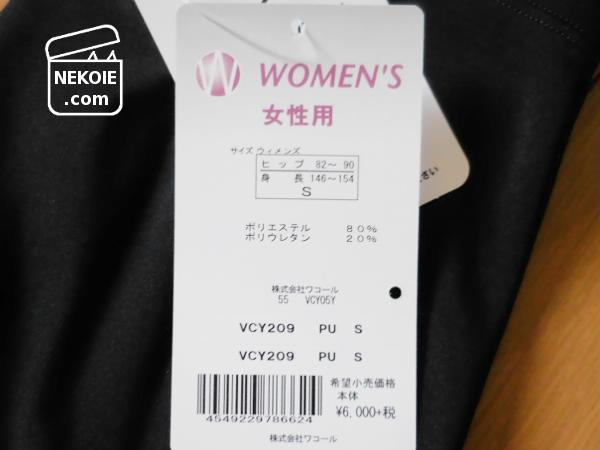 NEKOIE
.com
W WOMEN'S
女性用
サイズ ウィメンズ
ヒップ 82～ 90
身長 146～154
S
さい
ポリエステル 80%
ポリウレタン 20%
株式会社ワコール
55 VCY05Y
VCY209 PU S
VCY209 PU S
希望小売価格
本体
¥6,000+税
4549229786624
株式会社ワコール